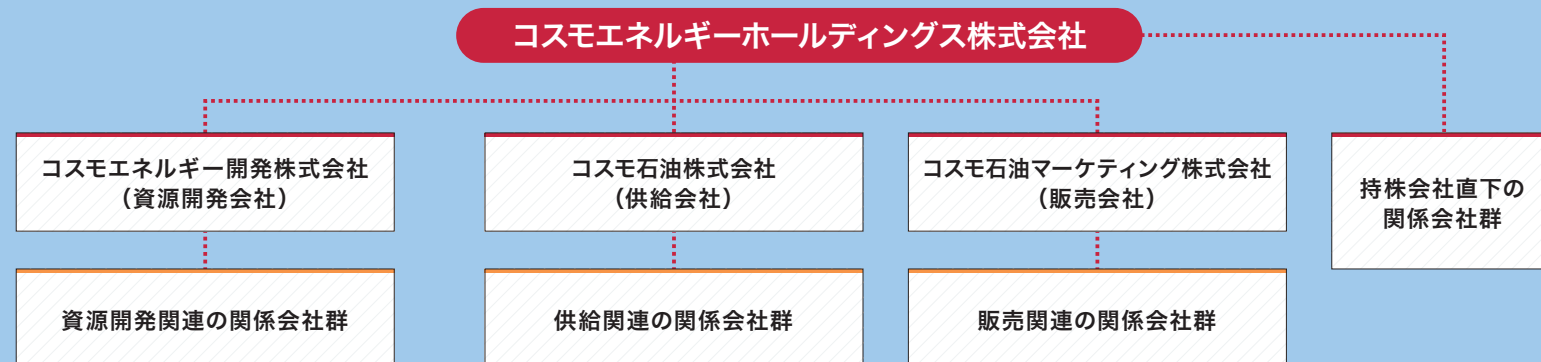 コスモエネルギーホールディングス株式会社
コスモエネルギー開発株式会社
（資源開発会社）
コスモ石油株式会社
（供給会社）
コスモ石油マーケティング株式会社
（販売会社）
持株会社直下の
関係会社群
資源開発関連の関係会社群
供給関連の関係会社群
販売関連の関係会社群